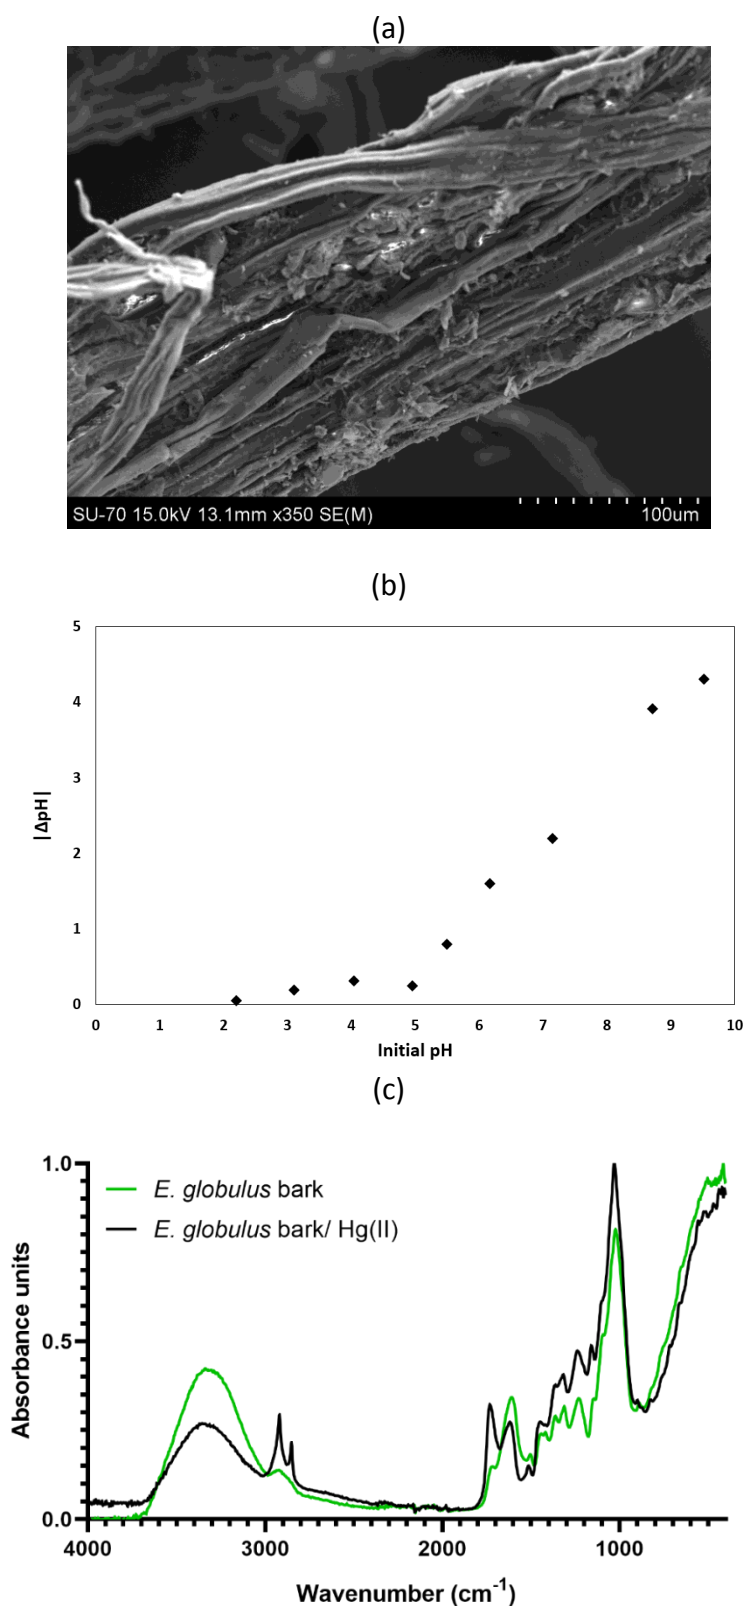 (a)
SU-70 15.0kV 13.1mm x350 SE(M)
100um
(b)
5
4
3
2
1
0
|ΔpH|
0 1 2 3 4 5 6 7 8 9 10
Initial pH
(c)
1.0
0.5
0.0
Absorbance units
E. globulus bark
E. globulus bark/ Hg(II)
4000 3000 2000 1000
Wavenumber (cm⁻¹)